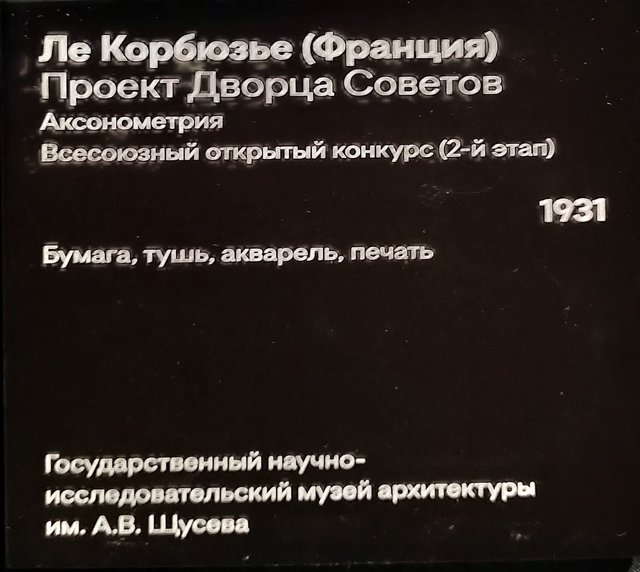 Ле Корбюзье (Франция)
Проект Дворца Советов
Аксонометрия
Всесоюзный открытый конкурс (2-й этап)
1931
Бумага, тушь, акварель, печать
Государственный научно-
исследовательский музей архитектуры
им. А.В. Щусева